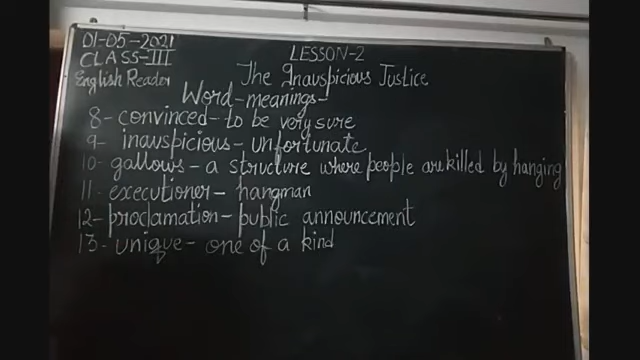 01-05-2021
CLASS-III
English Reader
LESSON-2
The Inauspicious Justice
Word-meanings-
8- convinced- to be very sure
9- inauspicious- unfortunate
10- gallows- a structure where people are killed by hanging
11- executioner- hangman
12- proclamation- public announcement
13- unique- one of a kind